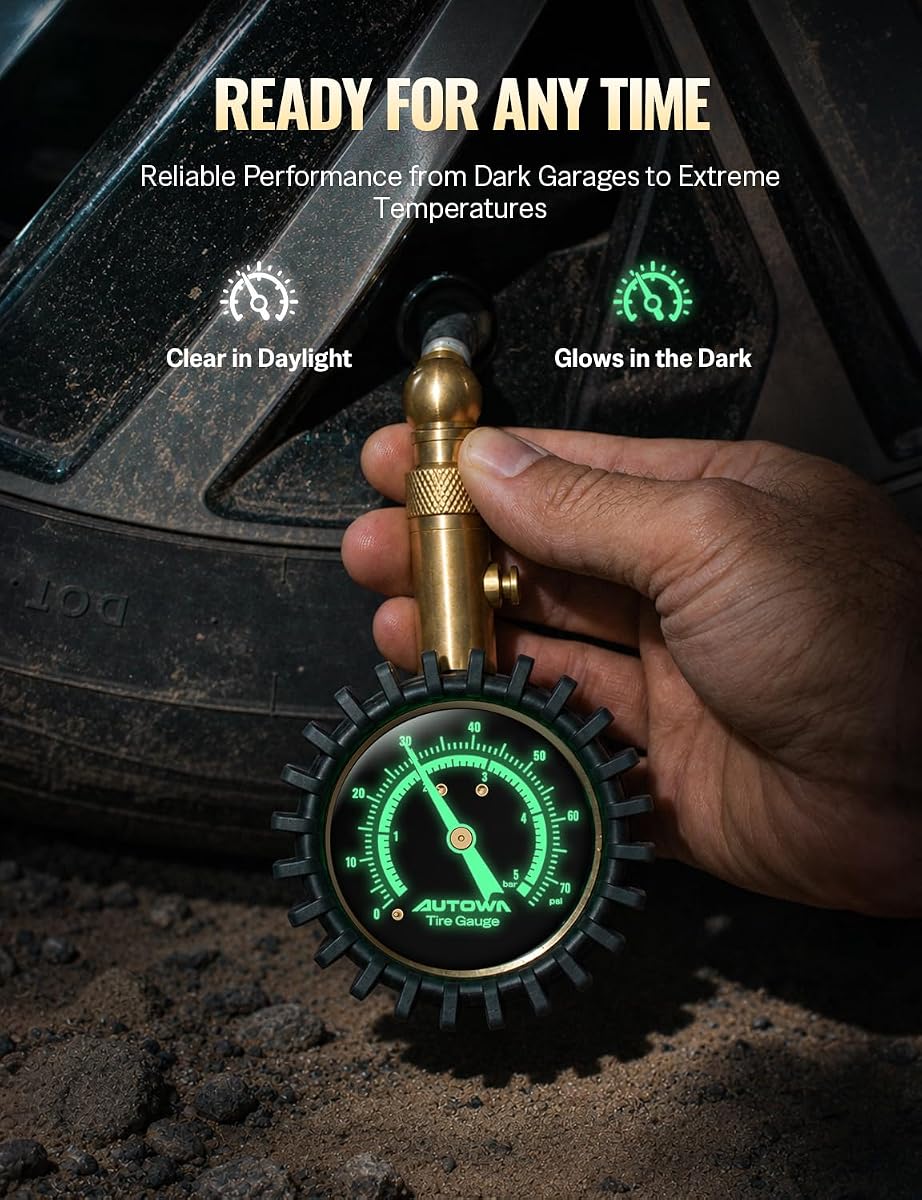 READY FOR ANY TIME
Reliable Performance from Dark Garages to Extreme
Temperatures
Clear in Daylight
Glows in the Dark
DOT
0
10
20
30
40
50
60
70
psi
1
2
3
4
5
bar
AUTOWN
Tire Gauge